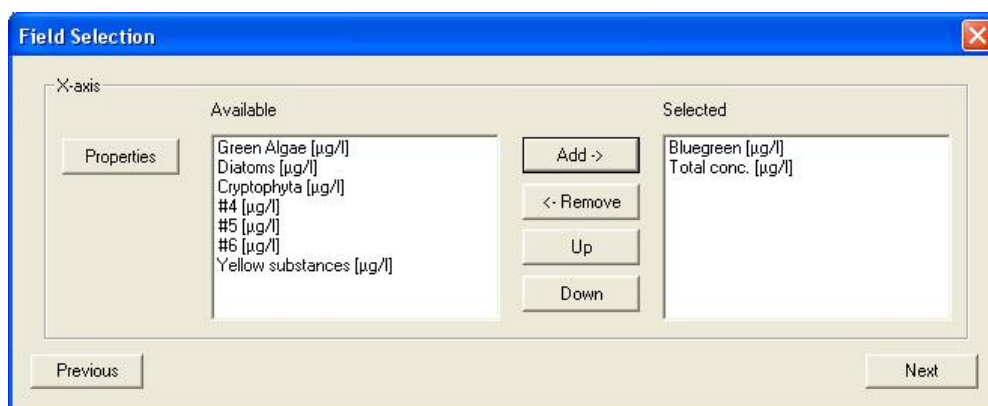 Field Selection
X-axis
Available
Selected
Properties
Green Algae [µg/l]
Diatoms [µg/l]
Cryptophyta [µg/l]
#4 [µg/l]
#5 [µg/l]
#6 [µg/l]
Yellow substances [µg/l]
Add ->
<- Remove
Up
Down
Bluegreen [µg/l]
Total conc. [µg/l]
Previous
Next